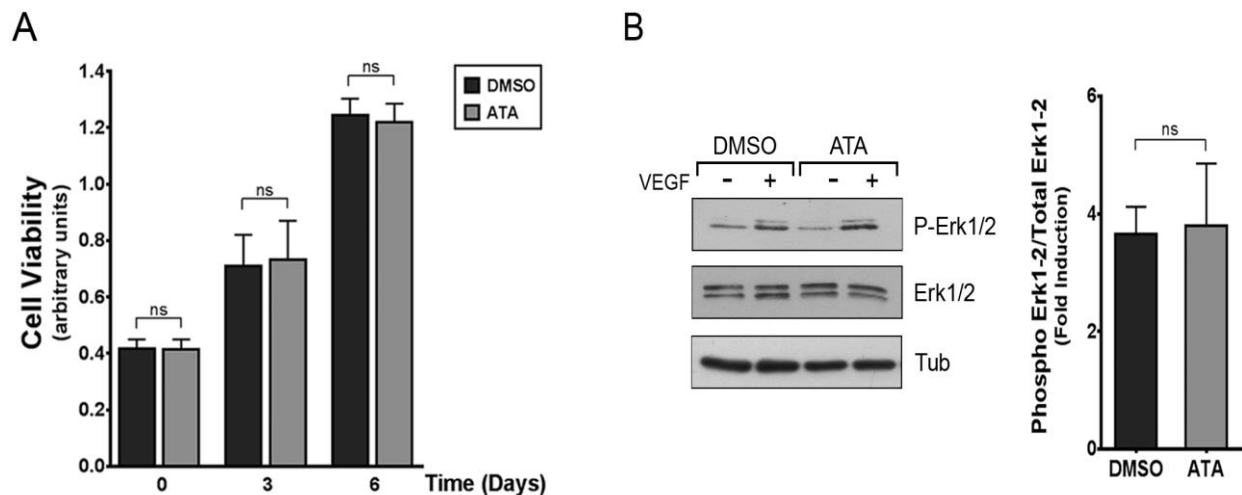 A
Cell Viability
(arbitrary units)
1.4
1.2
1.0
0.8
0.6
0.4
0.2
0.0
ns
ns
ns
DMSO
ATA
0 3 6 Time (Days)
B
DMSO ATA
VEGF - + - +
P-Erk1/2
Erk1/2
Tub
Phospho Erk1-2/Total Erk1-2
(Fold Induction)
6
4
2
0
ns
DMSO ATA